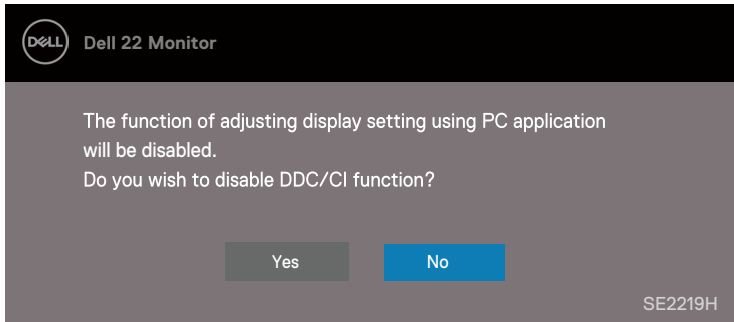 DELL
Dell 22 Monitor
The function of adjusting display setting using PC application
will be disabled.
Do you wish to disable DDC/CI function?
Yes
No
SE2219H